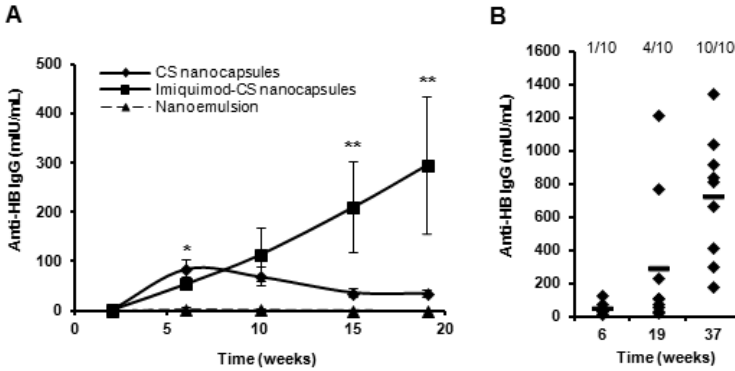 A
Anti-HB IgG (mIU/mL)
500
400
300
200
100
0
CS nanocapsules
Imiquimod-CS nanocapsules
Nanoemulsion
*
**
**
0 5 10 15 20
Time (weeks)
B
1/10 4/10 10/10
Anti-HB IgG (mIU/mL)
1600
1400
1200
1000
800
600
400
200
0
6 19 37
Time (weeks)